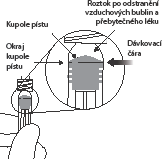 Roztok po odstranění
vzduchových bublin a
přebytečného léku
Kupole pístu
Okraj
kupole
pístu
Dávkovací
čára